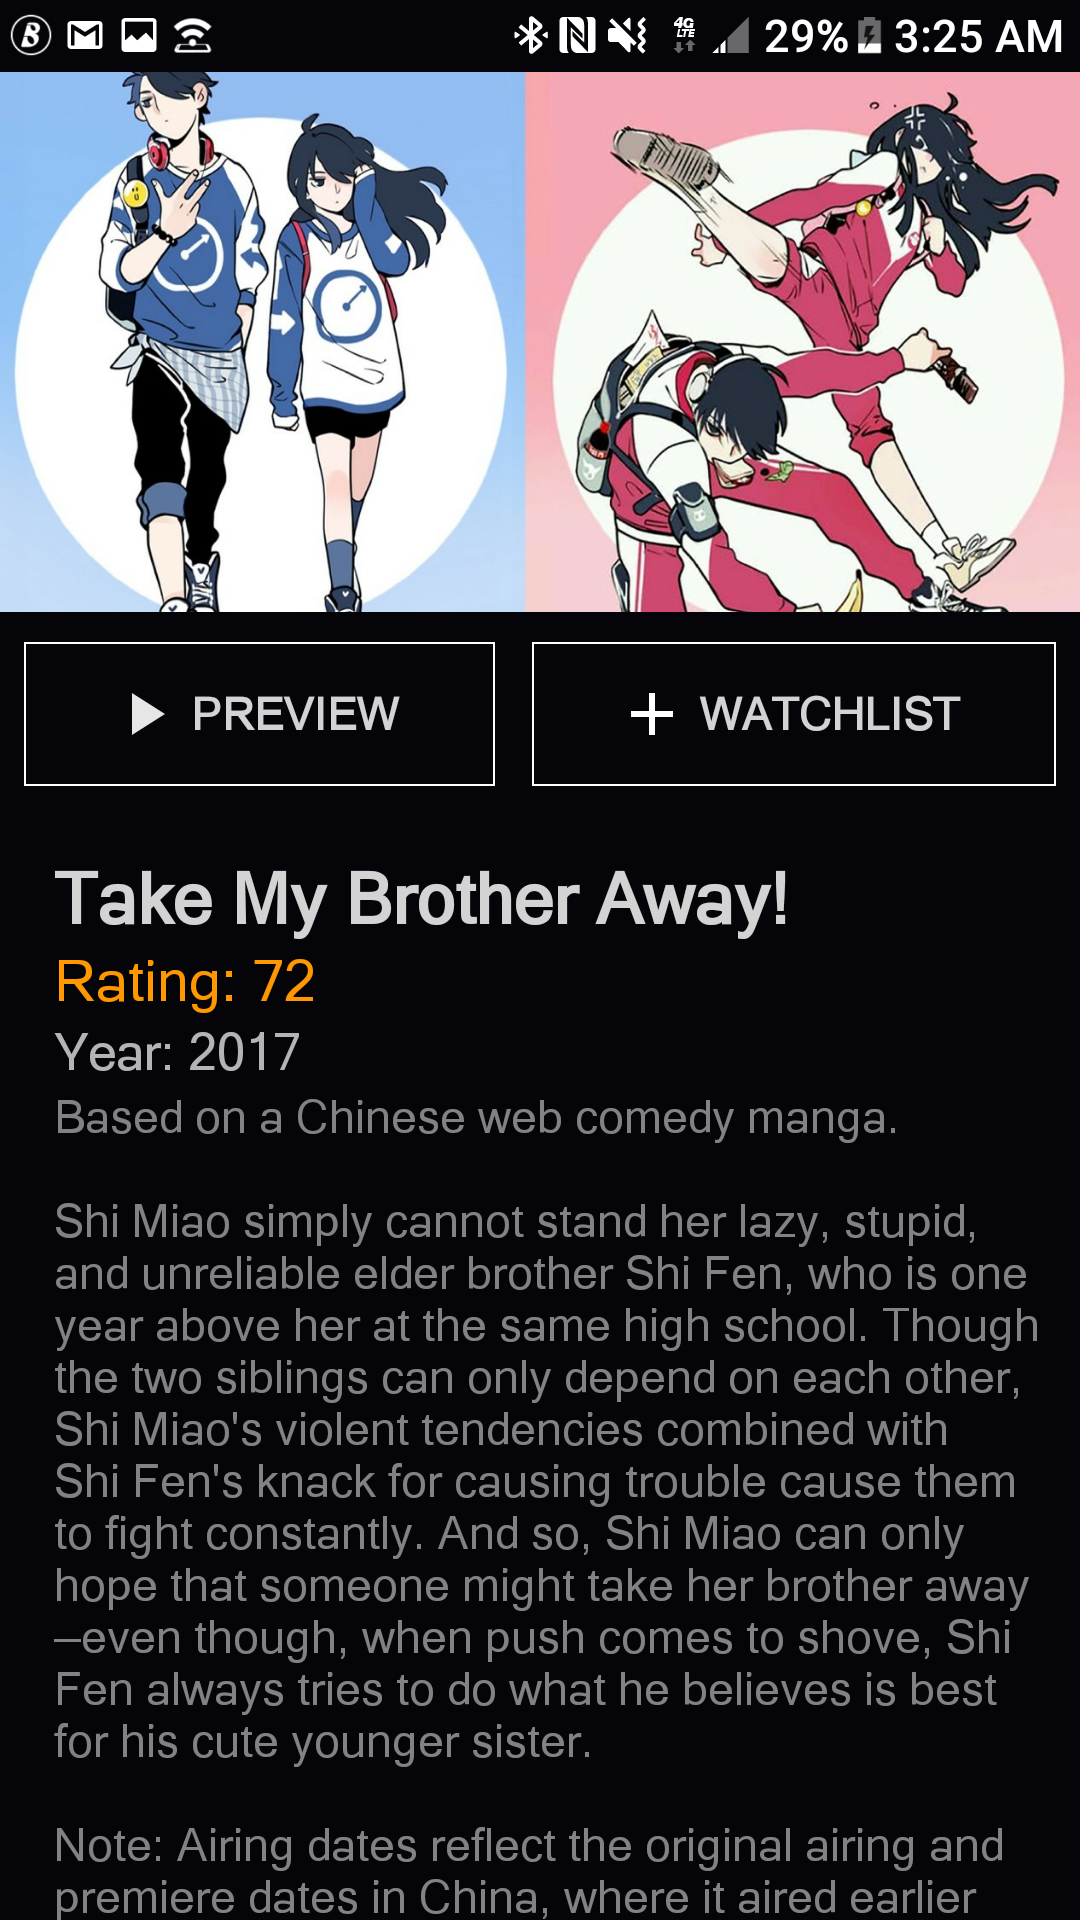 B 4G LTE 29% 3:25 AM
PREVIEW
WATCHLIST
Take My Brother Away!
Rating: 72
Year: 2017
Based on a Chinese web comedy manga.
Shi Miao simply cannot stand her lazy, stupid,
and unreliable elder brother Shi Fen, who is one
year above her at the same high school. Though
the two siblings can only depend on each other,
Shi Miao's violent tendencies combined with
Shi Fen's knack for causing trouble cause them
to fight constantly. And so, Shi Miao can only
hope that someone might take her brother away
—even though, when push comes to shove, Shi
Fen always tries to do what he believes is best
for his cute younger sister.
Note: Airing dates reflect the original airing and
premiere dates in China, where it aired earlier